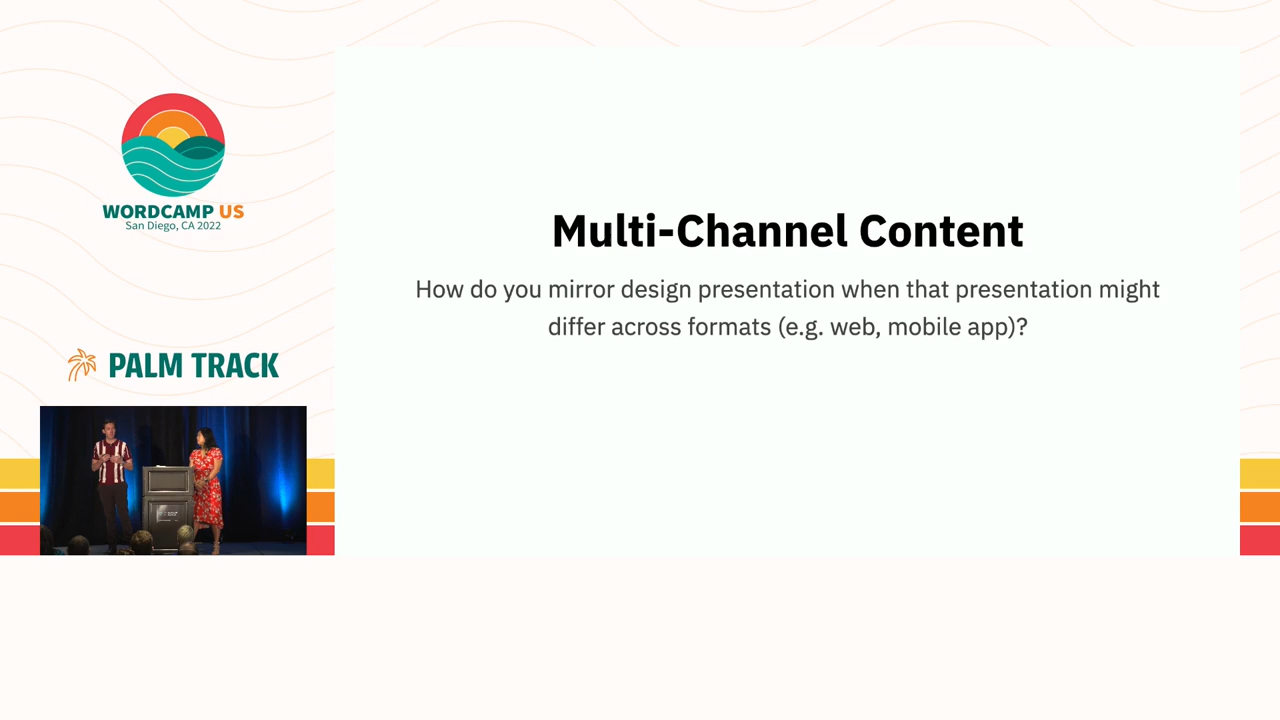 WORDCAMP US
San Diego, CA 2022
PALM TRACK
Multi-Channel Content
How do you mirror design presentation when that presentation might
differ across formats (e.g. web, mobile app)?